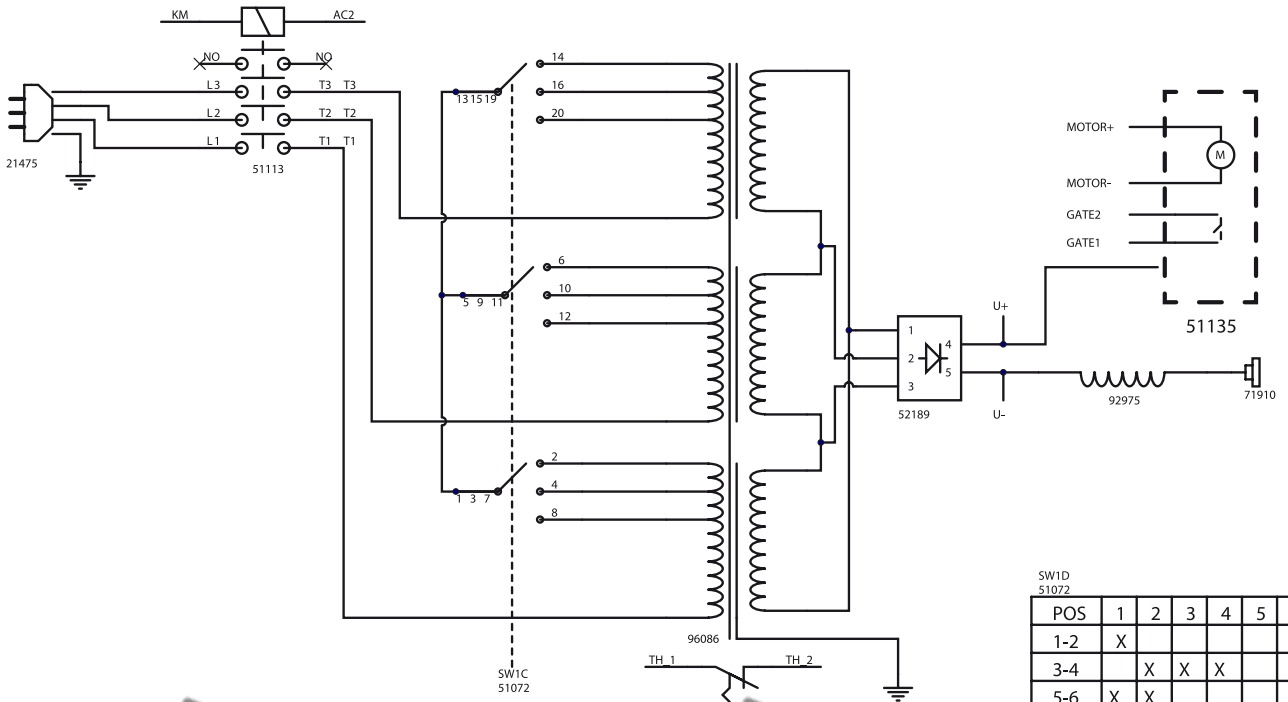 KM AC2
NO NO
L3 T3 T3
L2 T2 T2
L1 T1 T1
21475
51113
14
131519 16
20
6
5 9 11 10
12
2
1 3 7 4
8
96086
SW1C
51072
TH_1 TH_2
1
2
3
4
5
52189
U+
U-
92975
71910
MOTOR+
M
MOTOR-
GATE2
GATE1
51135
SW1D
51072
POS 1 2 3 4 5
1-2 X
3-4 X X X
5-6 X X